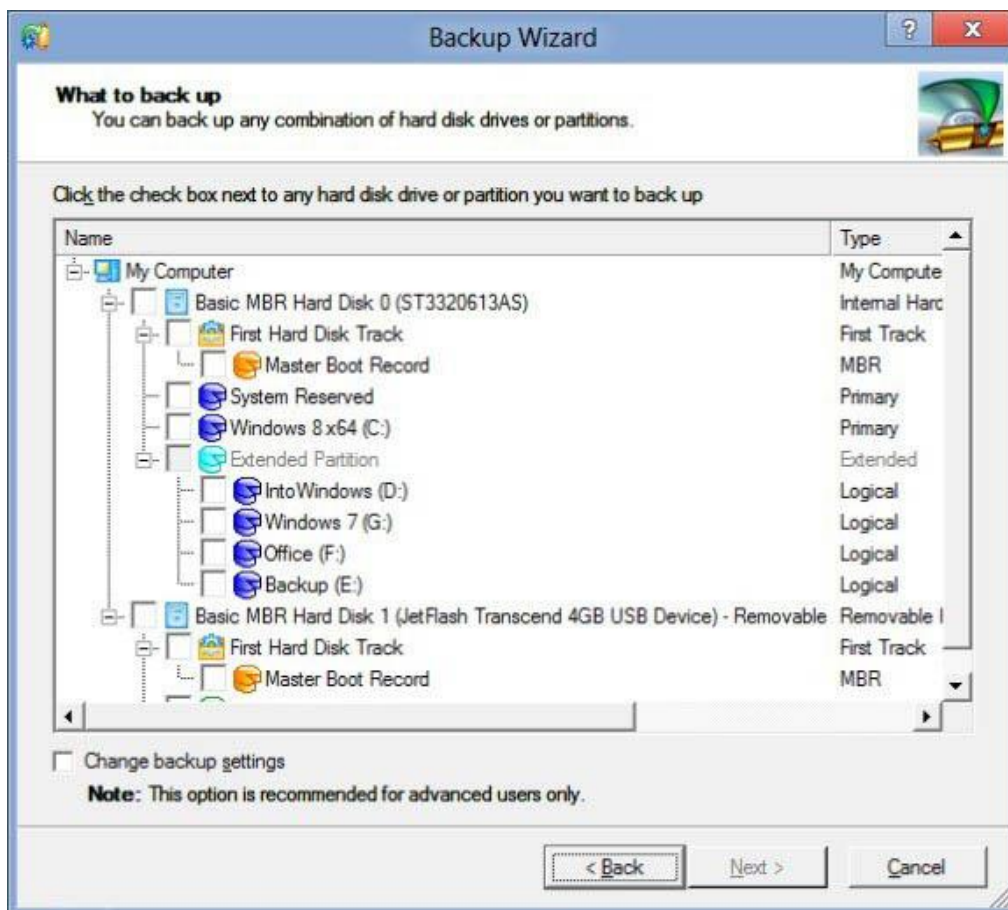 Backup Wizard
?
X
What to back up
You can back up any combination of hard disk drives or partitions.
Click the check box next to any hard disk drive or partition you want to back up
Name Type
My Computer My Compute
Basic MBR Hard Disk 0 (ST3320613AS) Internal Hard
First Hard Disk Track First Track
Master Boot Record MBR
System Reserved Primary
Windows 8 x64 (C:) Primary
Extended Partition Extended
IntoWindows (D:) Logical
Windows 7 (G:) Logical
Office (F:) Logical
Backup (E:) Logical
Basic MBR Hard Disk 1 (JetFlash Transcend 4GB USB Device) - Removable Removable
First Hard Disk Track First Track
Master Boot Record MBR
Change backup settings
Note: This option is recommended for advanced users only.
< Back Next > Cancel